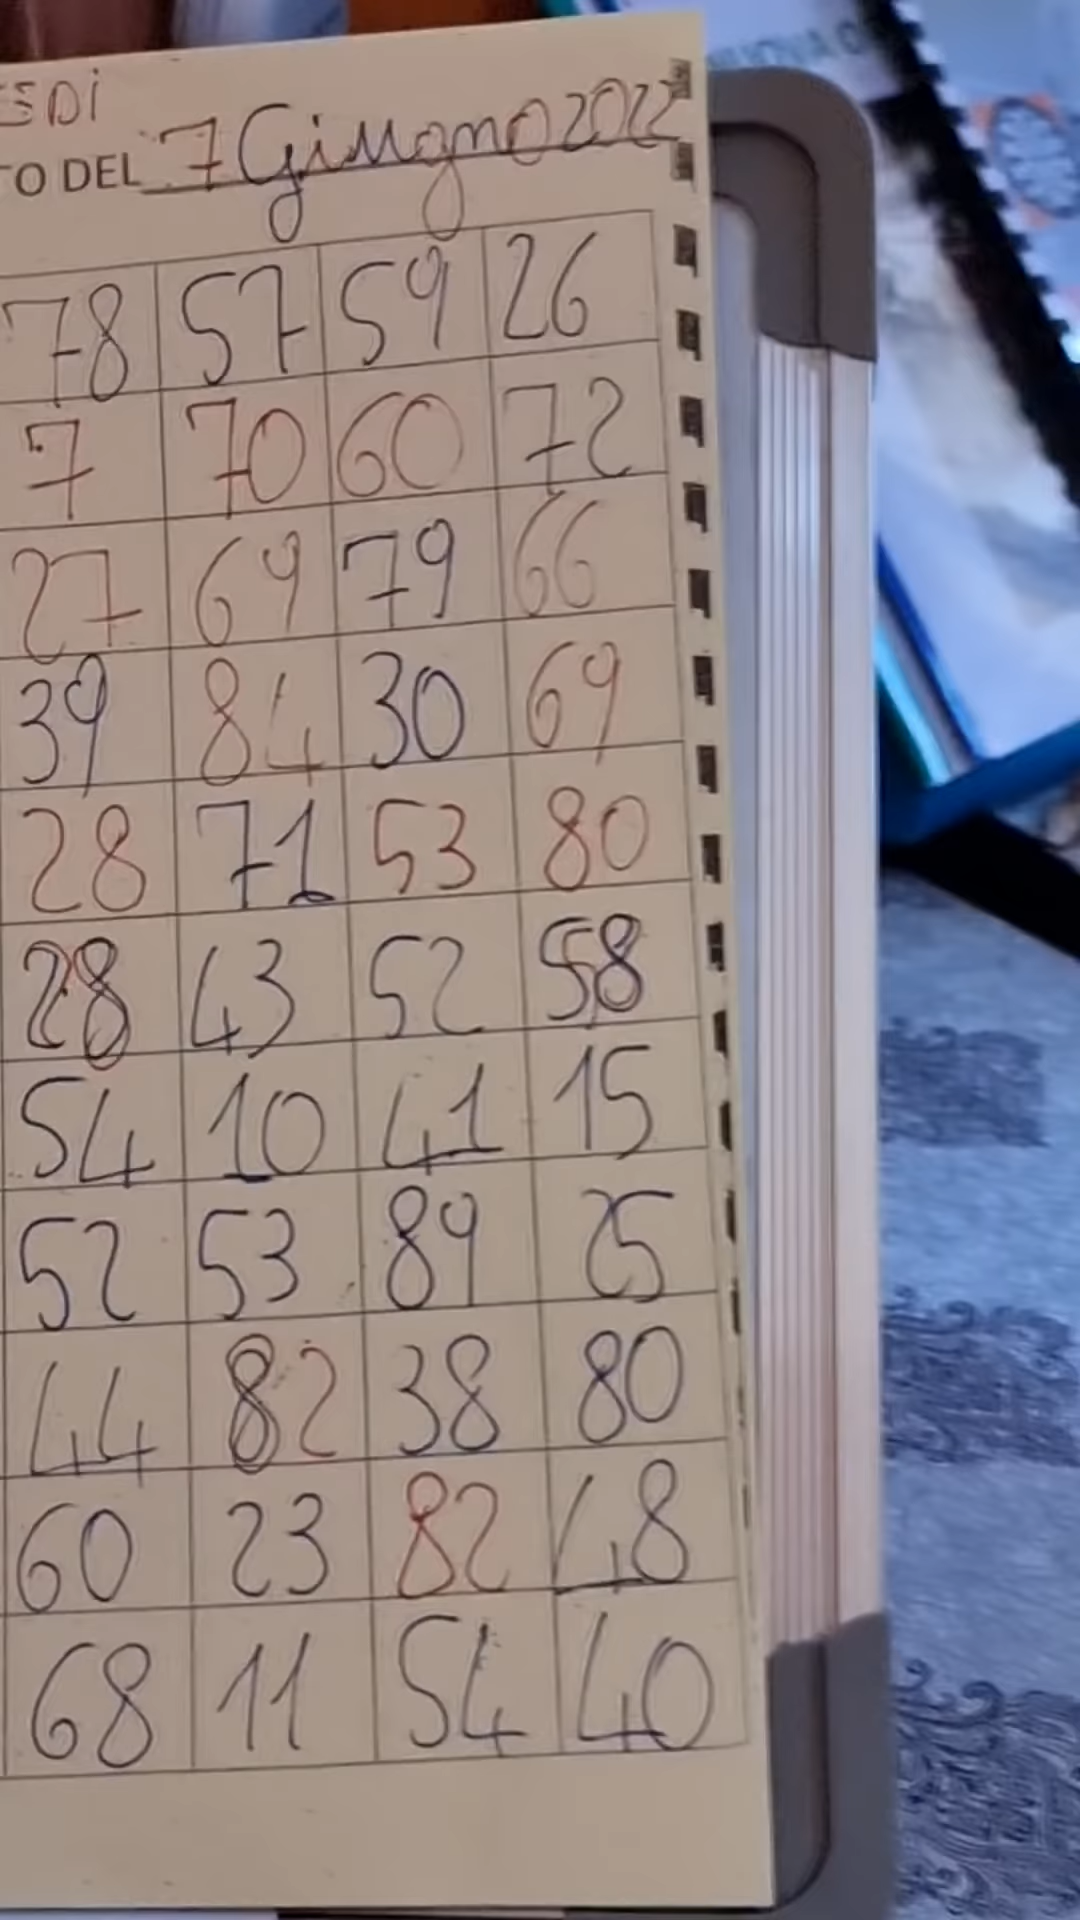 EDÌ
TO DEL 7 Giugno 2022
78 57 59 26
7 70 60 72
27 69 79 66
39 84 30 69
28 71 53 80
28 43 52 58
54 10 41 15
52 53 89 25
44 82 38 80
60 23 82 48
68 11 54 40